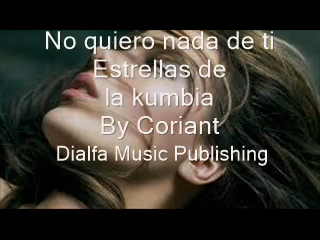 No quiero nada de ti
Estrellas de
la kumbia
By Coriant
Dialfa Music Publishing